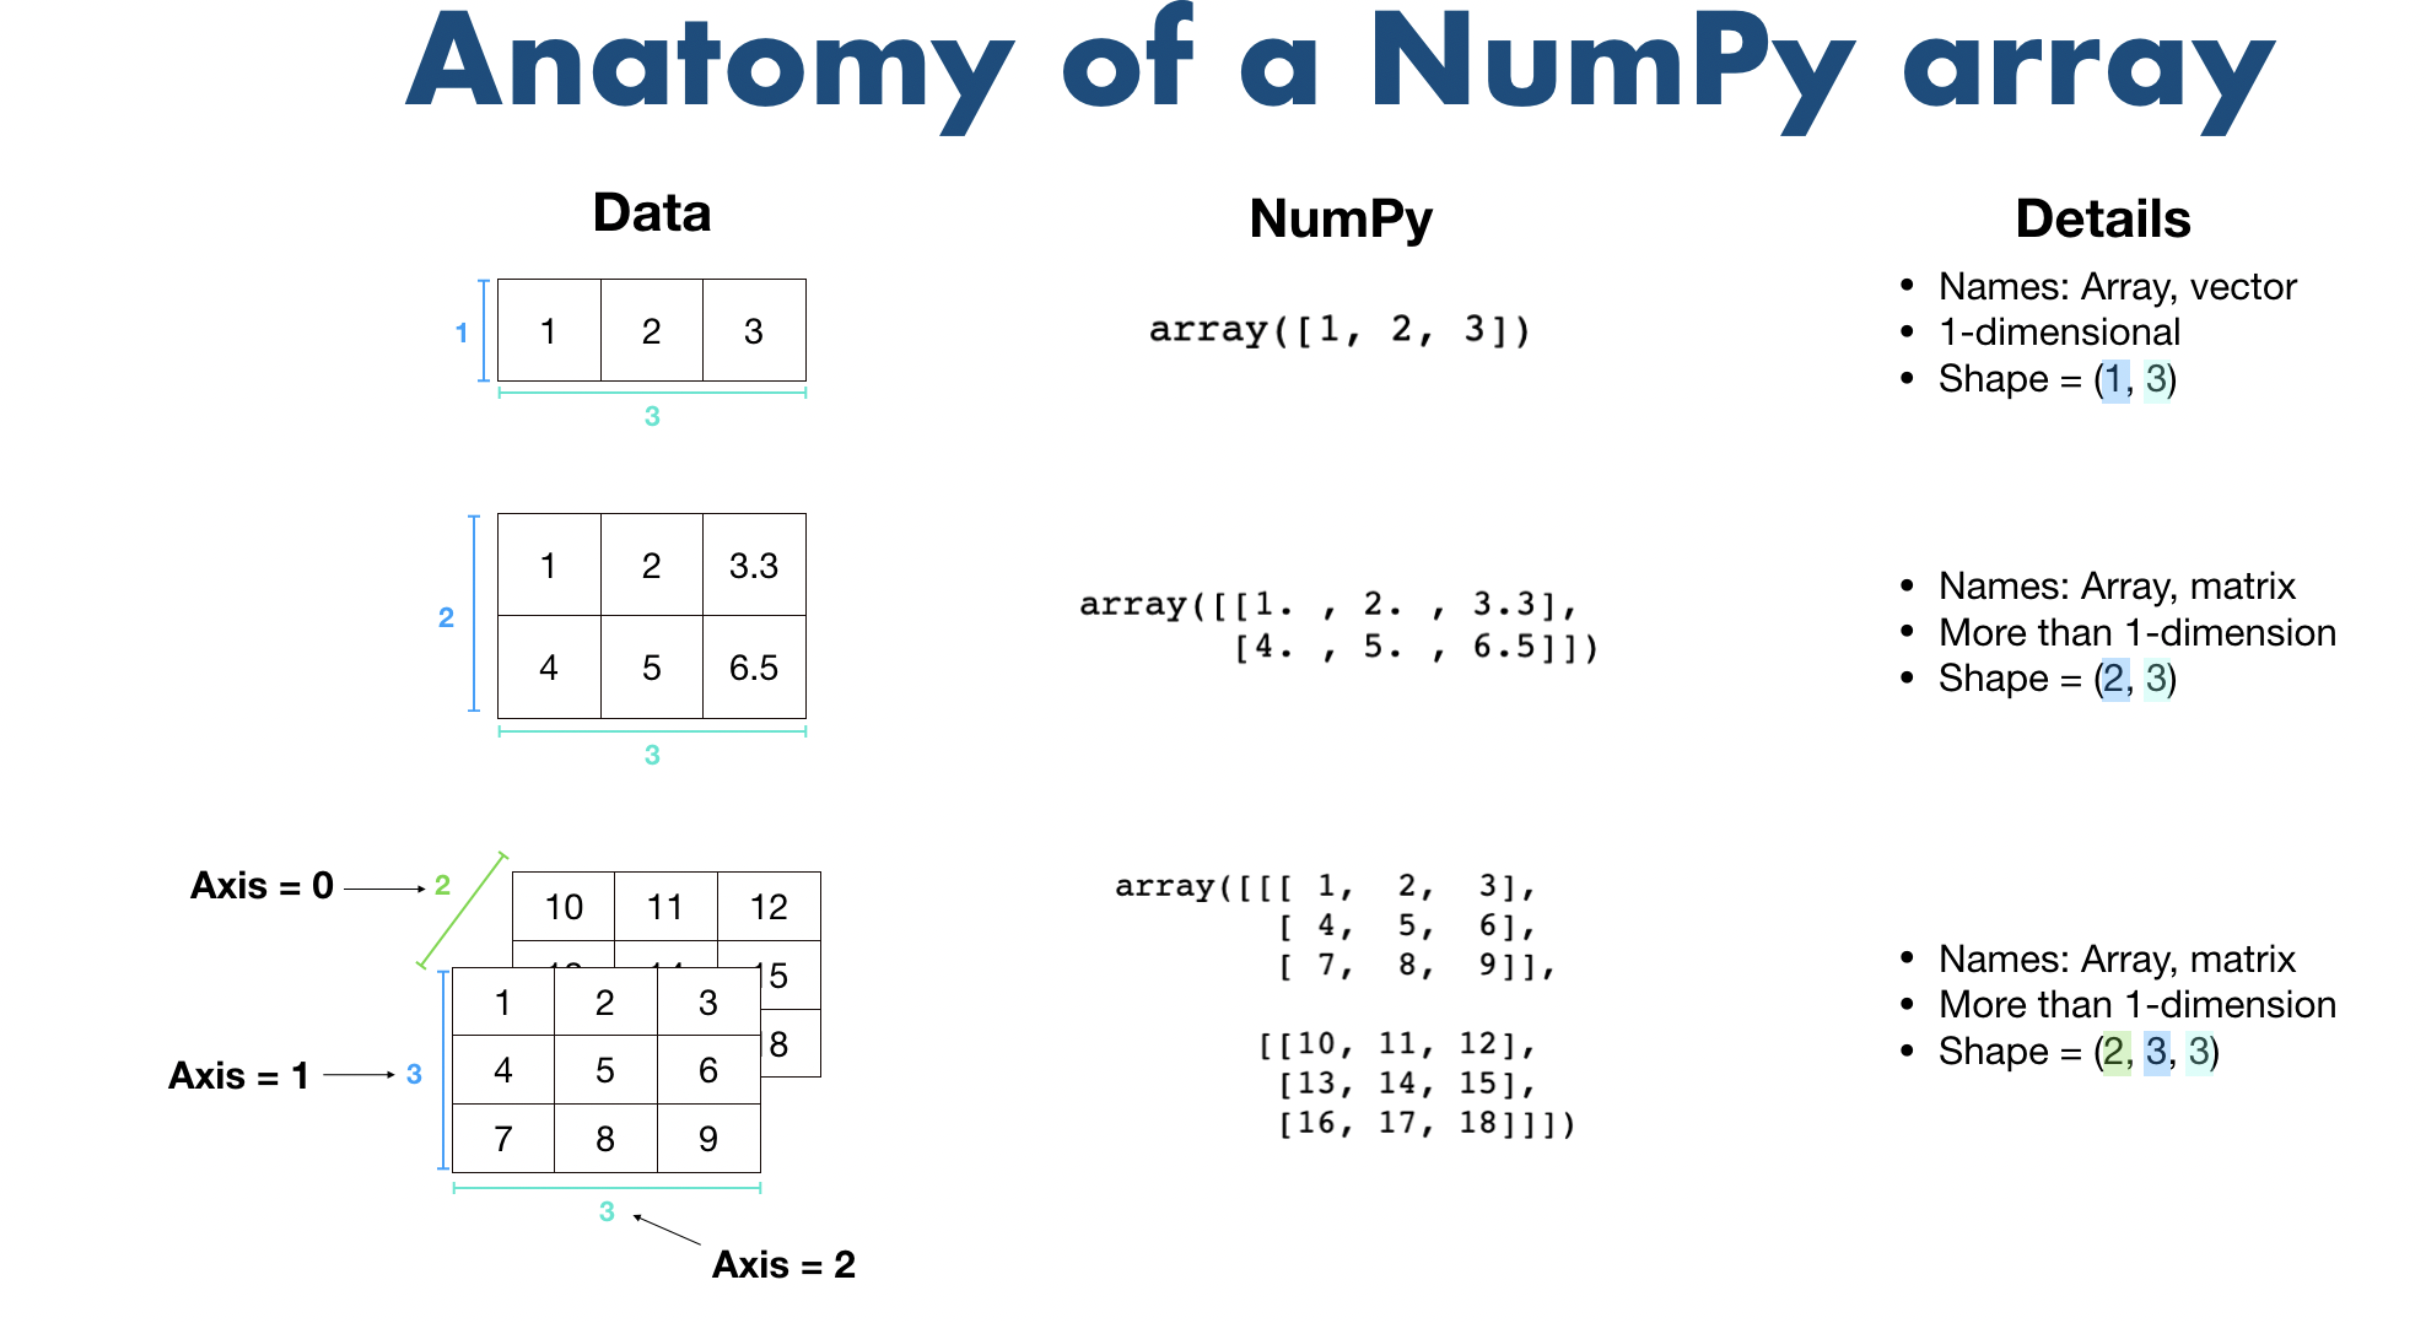 Anatomy of a NumPy array
Data
NumPy
Details
1
1 2 3
3
array([1, 2, 3])
• Names: Array, vector
• 1-dimensional
• Shape = (1, 3)
2
1 2 3.3
4 5 6.5
3
array([[1. , 2. , 3.3],
[4. , 5. , 6.5]])
• Names: Array, matrix
• More than 1-dimension
• Shape = (2, 3)
Axis = 0
2
10 11 12
15
18
Axis = 1
3
1 2 3
4 5 6
7 8 9
3
Axis = 2
array([[[ 1, 2, 3],
[ 4, 5, 6],
[ 7, 8, 9]],
[[10, 11, 12],
[13, 14, 15],
[16, 17, 18]]])
• Names: Array, matrix
• More than 1-dimension
• Shape = (2, 3, 3)